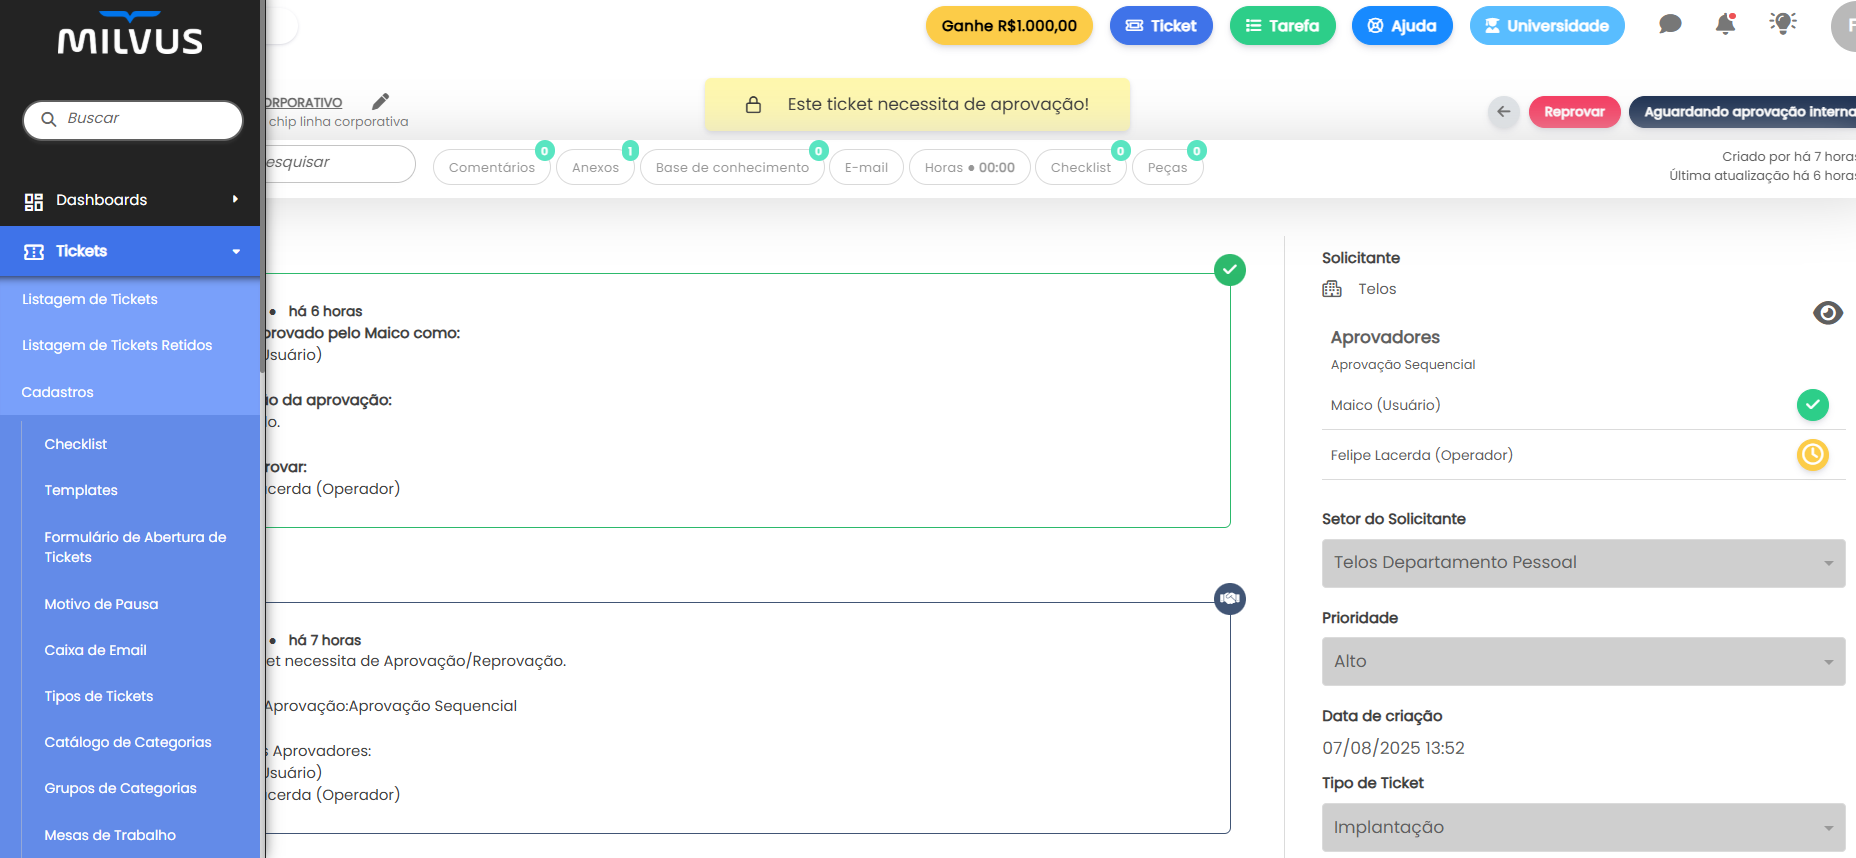 MILVUS
Ganhe R$1.000,00
Ticket
Tarefa
Ajuda
Universidade
Buscar
ORPORATIVO
chip linha corporativa
Este ticket necessita de aprovação!
Reprovar
Aguardando aprovação interna
esquisar
Comentários 0
Anexos 1
Base de conhecimento 0
E-mail
Horas ● 00:00
Checklist 0
Peças 0
Criado por há 7 horas
Última atualização há 6 horas
Dashboards
Tickets
Listagem de Tickets
Listagem de Tickets Retidos
Cadastros
Checklist
Templates
Formulário de Abertura de
Tickets
Motivo de Pausa
Caixa de Email
Tipos de Tickets
Catálogo de Categorias
Grupos de Categorias
Mesas de Trabalho
● há 6 horas
provado pelo Maico como:
Usuário)
ão da aprovação:
do.
rovar:
acerda (Operador)
● há 7 horas
et necessita de Aprovação/Reprovação.
Aprovação:Aprovação Sequencial
s Aprovadores:
Usuário)
acerda (Operador)
Solicitante
Telos
Aprovadores
Aprovação Sequencial
Maico (Usuário)
Felipe Lacerda (Operador)
Setor do Solicitante
Telos Departamento Pessoal
Prioridade
Alto
Data de criação
07/08/2025 13:52
Tipo de Ticket
Implantação